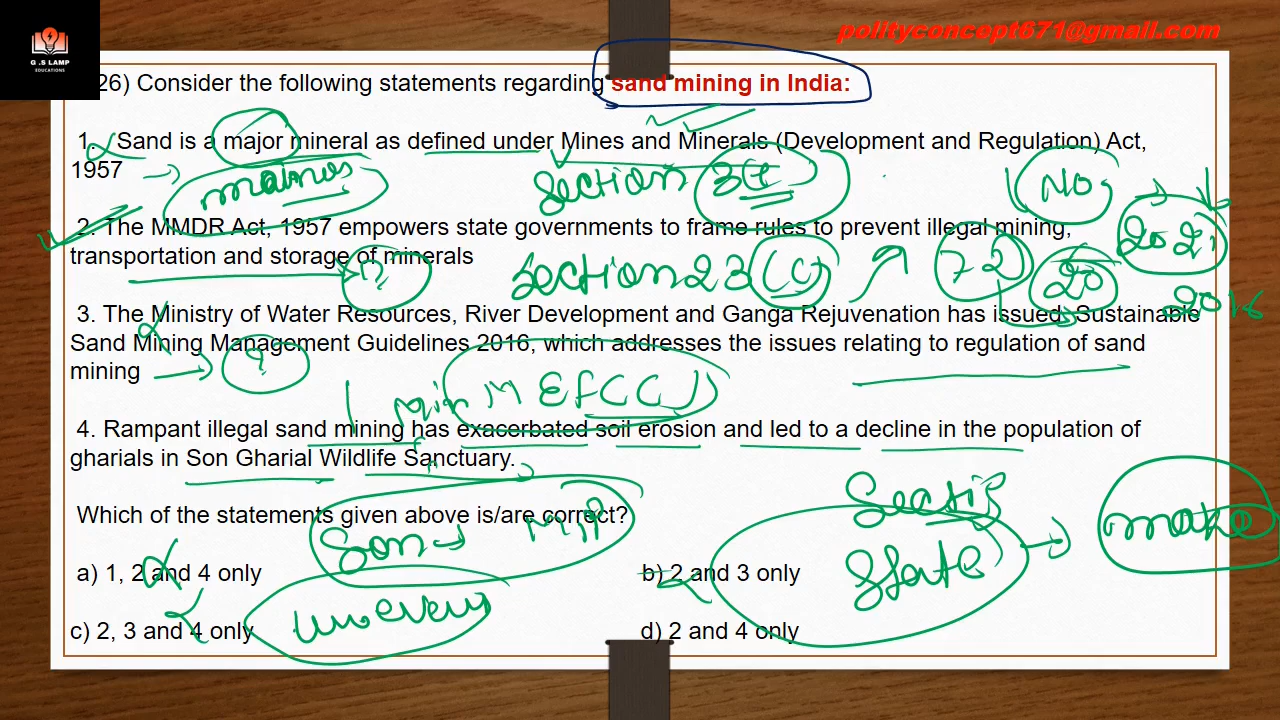 polityconcept671@gmail.com
G.S LAMP
EDUCATIONS
26) Consider the following statements regarding sand mining in India:
1. Sand is a major mineral as defined under Mines and Minerals (Development and Regulation) Act,
1957
section 3(e)
NO
2. The MMDR Act, 1957 empowers state governments to frame rules to prevent illegal mining,
transportation and storage of minerals
?
section 23(C)
72
20
2021
2016
3. The Ministry of Water Resources, River Development and Ganga Rejuvenation has issued Sustainable
Sand Mining Management Guidelines 2016, which addresses the issues relating to regulation of sand
mining
?
MEFCC
4. Rampant illegal sand mining has exacerbated soil erosion and led to a decline in the population of
gharials in Son Gharial Wildlife Sanctuary.
Which of the statements given above is/are correct?
Son → MP
State → make
a) 1, 2 and 4 only
b) 2 and 3 only
c) 2, 3 and 4 only
d) 2 and 4 only